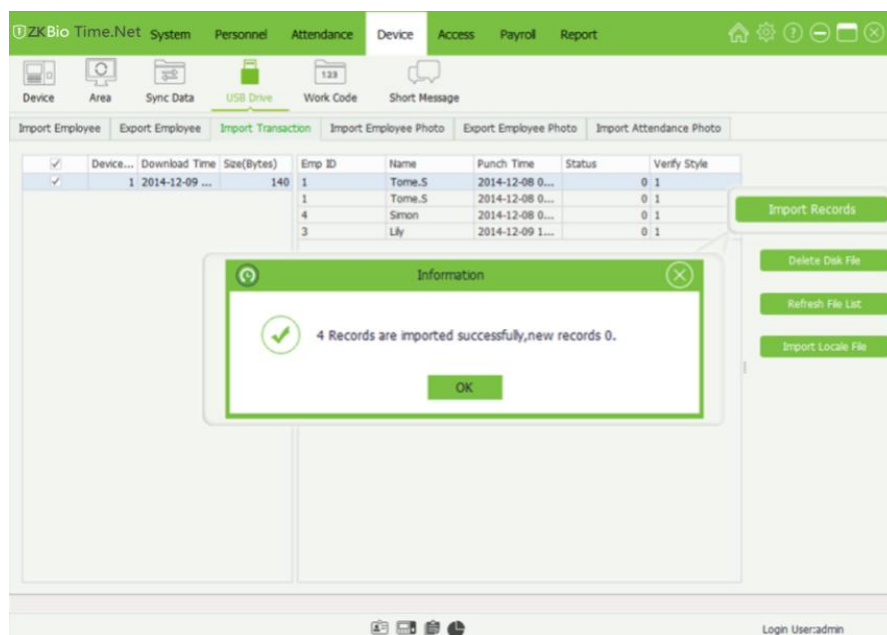 ZKBio Time.Net System Personnel Attendance Device Access Payroll Report
Device Area Sync Data USB Drive Work Code Short Message
123
Import Employee Export Employee Import Transaction Import Employee Photo Export Employee Photo Import Attendance Photo
Device... Download Time Size(Bytes) Emp ID Name Punch Time Status Verify Style
1 2014-12-09 ... 140 1 Tome.S 2014-12-08 0... 0 1
1 Tome.S 2014-12-08 0... 0 1
4 Simon 2014-12-08 0... 0 1
3 Lily 2014-12-09 1... 0 1
Import Records
Delete Disk File
Refresh File List
Import Locale File
Information
4 Records are imported successfully,new records 0.
OK
Login User:admin